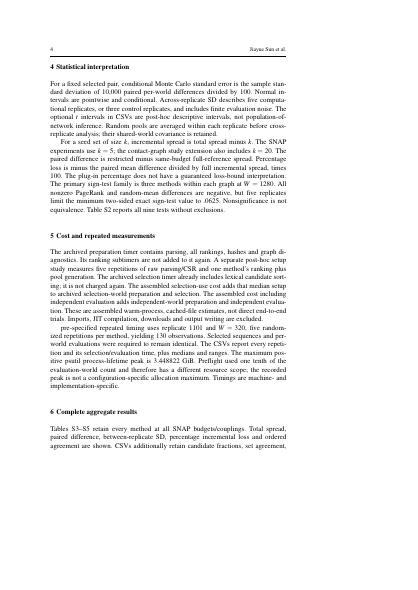 4 Jiayue Sun et al.
4 Statistical interpretation
For a fixed selected pair, conditional Monte Carlo standard error is the sample stan-
dard deviation of 10,000 paired per-world differences divided by 100. Normal in-
tervals are pointwise and conditional. Across-replicate SD describes five computa-
tional replicates, or three control replicates, and includes finite evaluation noise. The
optional t intervals in CSVs are post-hoc descriptive intervals, not population-of-
network inference. Random pools are averaged within each replicate before cross-
replicate analysis; their shared-world covariance is retained.
For a seed set of size k, incremental spread is total spread minus k. The SNAP
experiments use k = 5; the contact-graph study extension also includes k = 20. The
paired difference is restricted minus same-budget full-reference spread. Percentage
loss is minus the paired mean difference divided by full incremental spread, times
100. The plug-in percentage does not have a guaranteed loss-bound interpretation.
The primary sign-test family is three methods within each graph at W = 1280. All
nonzero PageRank and random-mean differences are negative, but five replicates
limit the minimum two-sided exact sign-test value to .0625. Nonsignificance is not
equivalence. Table S2 reports all nine tests without exclusions.
5 Cost and repeated measurements
The archived preparation timer contains parsing, all rankings, hashes and graph di-
agnostics. Its ranking subtimers are not added to it again. A separate post-hoc setup
study measures five repetitions of raw parsing/CSR and one method's ranking plus
pool generation. The archived selection timer already includes lexical candidate sort-
ing; it is not charged again. The assembled selection-use cost adds that median setup
to archived selection-world preparation and selection. The assembled cost including
independent evaluation adds independent-world preparation and independent evalua-
tion. These are assembled warm-process, cached-file estimates, not direct end-to-end
trials. Imports, JIT compilation, downloads and output writing are excluded.
pre-specified repeated timing uses replicate 1101 and W = 320, five random-
ized repetitions per method, yielding 130 observations. Selected sequences and per-
world evaluations were required to remain identical. The CSVs report every repeti-
tion and its selection/evaluation time, plus medians and ranges. The maximum pos-
itive psutil process-lifetime peak is 3.448822 GiB. Preflight used one tenth of the
evaluation-world count and therefore has a different resource scope; the recorded
peak is not a configuration-specific allocation maximum. Timings are machine- and
implementation-specific.
6 Complete aggregate results
Tables S3–S5 retain every method at all SNAP budgets/couplings. Total spread,
paired difference, between-replicate SD, percentage incremental loss and ordered
agreement are shown. CSVs additionally retain candidate fractions, set agreement,